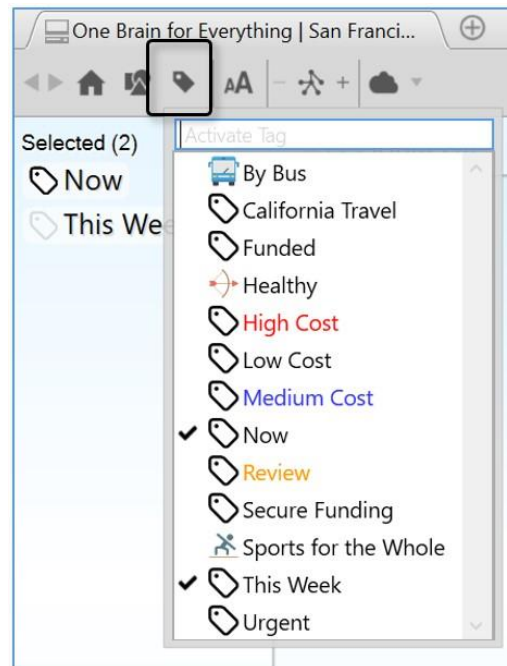 One Brain for Everything | San Franci...
AA
Selected (2)
Activate Tag
Now
This Wee
By Bus
California Travel
Funded
Healthy
High Cost
Low Cost
Medium Cost
Now
Review
Secure Funding
Sports for the Whole
This Week
Urgent